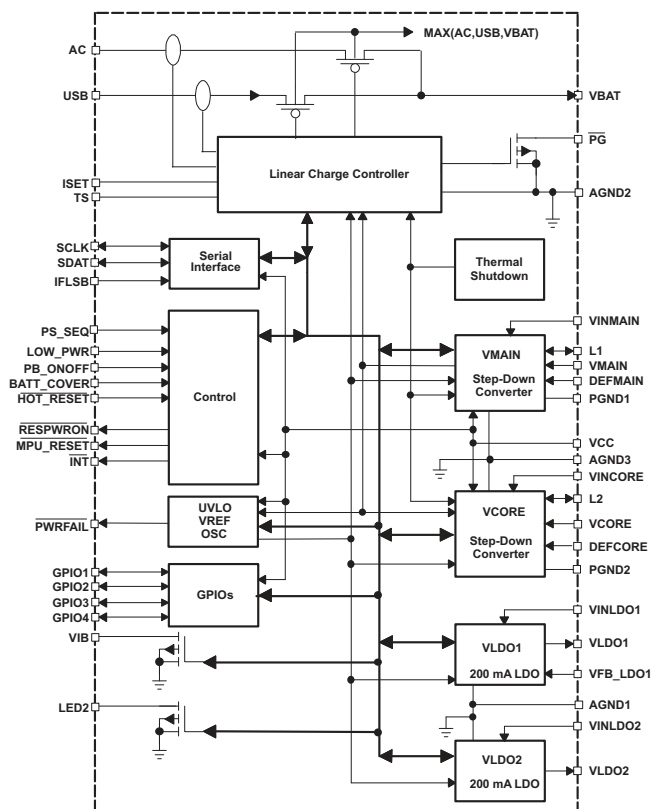 MAX(AC,USB,VBAT)
AC
USB
VBAT
PG
Linear Charge Controller
ISET
TS
AGND2
SCLK
SDAT
IFLSB
Serial
Interface
Thermal
Shutdown
PS_SEQ
LOW_PWR
PB_ONOFF
BATT_COVER
HOT_RESET
RESPWRON
MPU_RESET
INT
Control
VINMAIN
VMAIN
Step-Down
Converter
L1
VMAIN
DEFMAIN
PGND1
VCC
AGND3
VINCORE
PWRFAIL
UVLO
VREF
OSC
VCORE
Step-Down
Converter
L2
VCORE
DEFCORE
PGND2
GPIO1
GPIO2
GPIO3
GPIO4
GPIOs
VIB
VINLDO1
VLDO1
200 mA LDO
VLDO1
VFB_LDO1
AGND1
LED2
VINLDO2
VLDO2
200 mA LDO
VLDO2